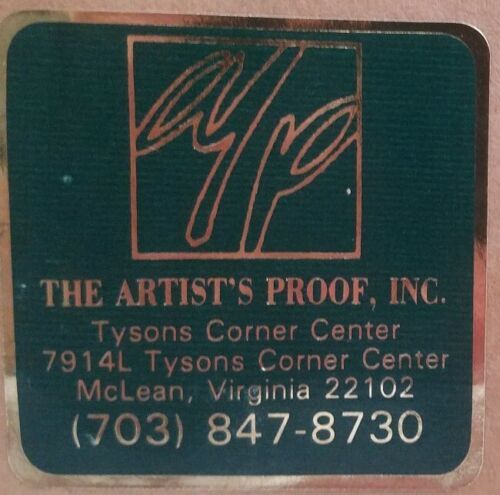 a/p
THE ARTIST'S PROOF, INC.
Tysons Corner Center
7914L Tysons Corner Center
McLean, Virginia 22102
(703) 847-8730